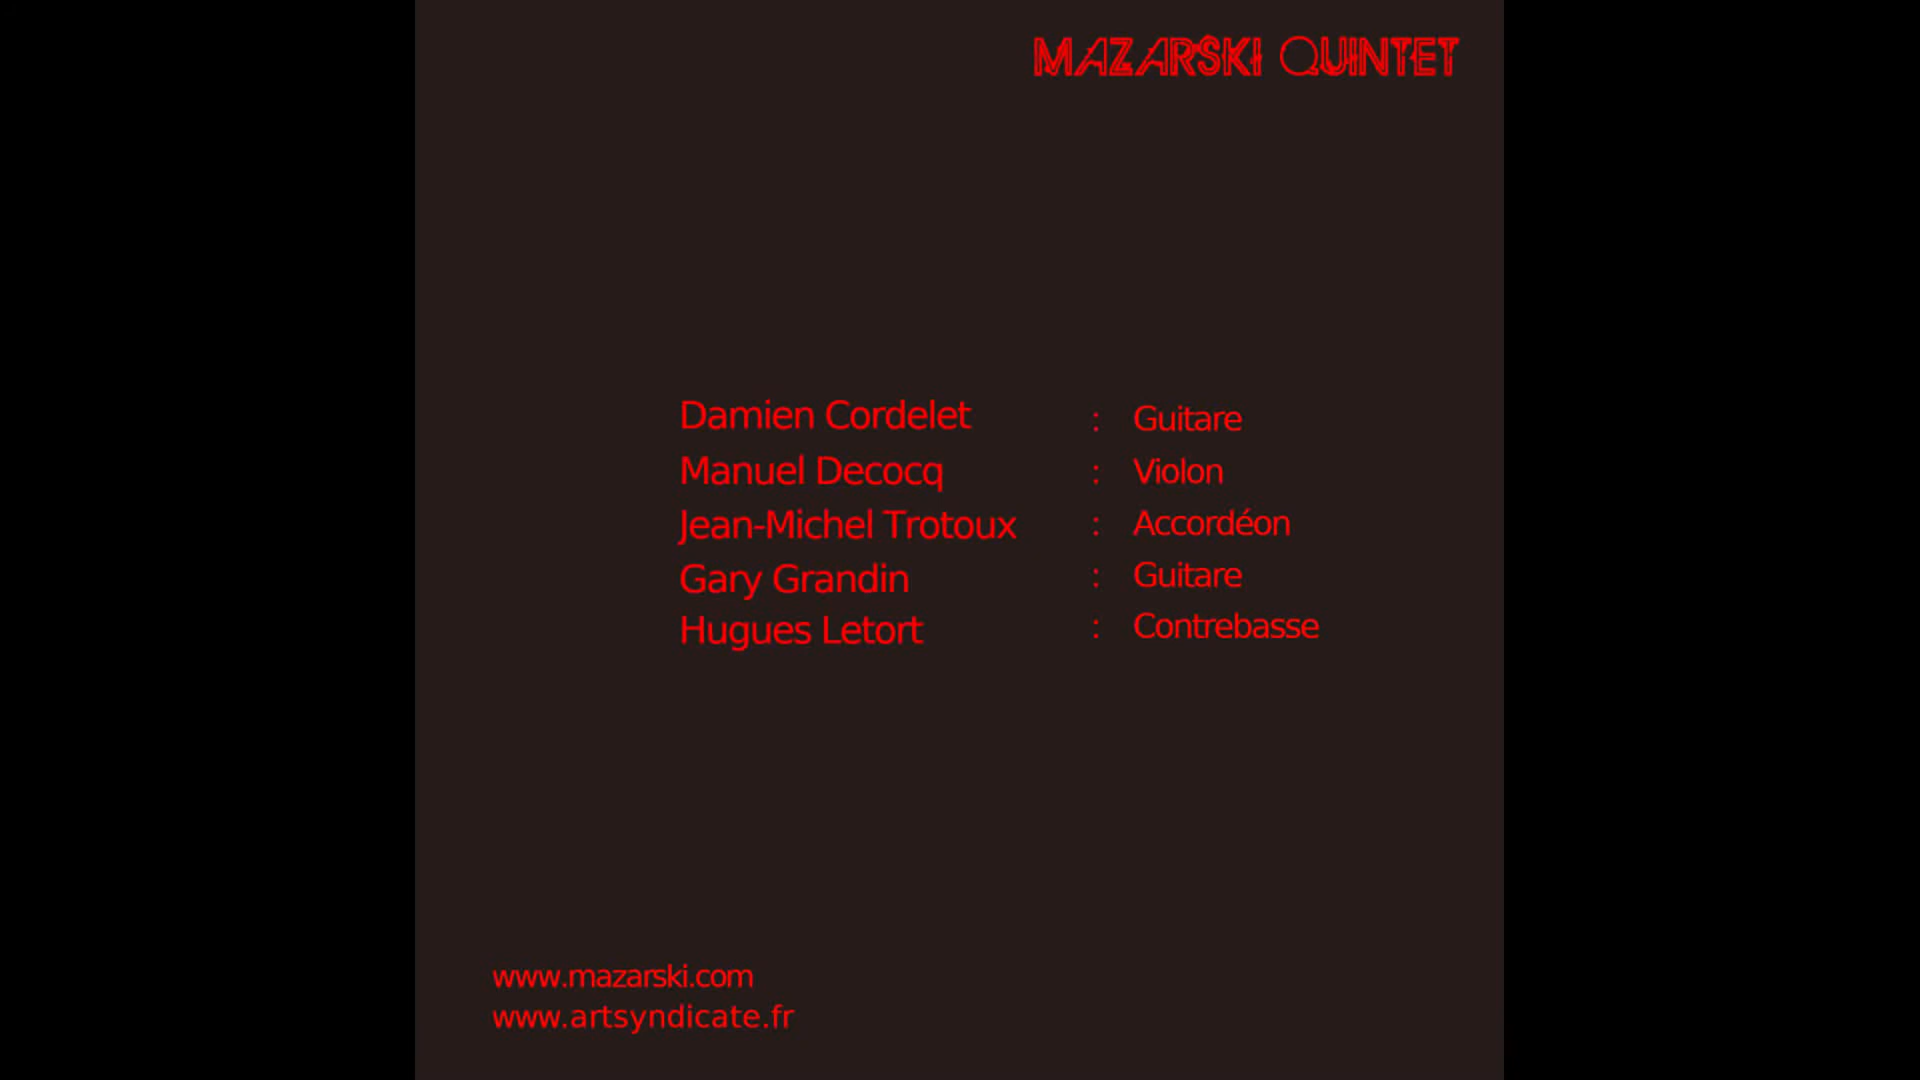 MAZARSKI QUINTET
Damien Cordelet : Guitare
Manuel Decocq : Violon
Jean-Michel Trotoux : Accordéon
Gary Grandin : Guitare
Hugues Letort : Contrebasse
www.mazarski.com
www.artsyndicate.fr